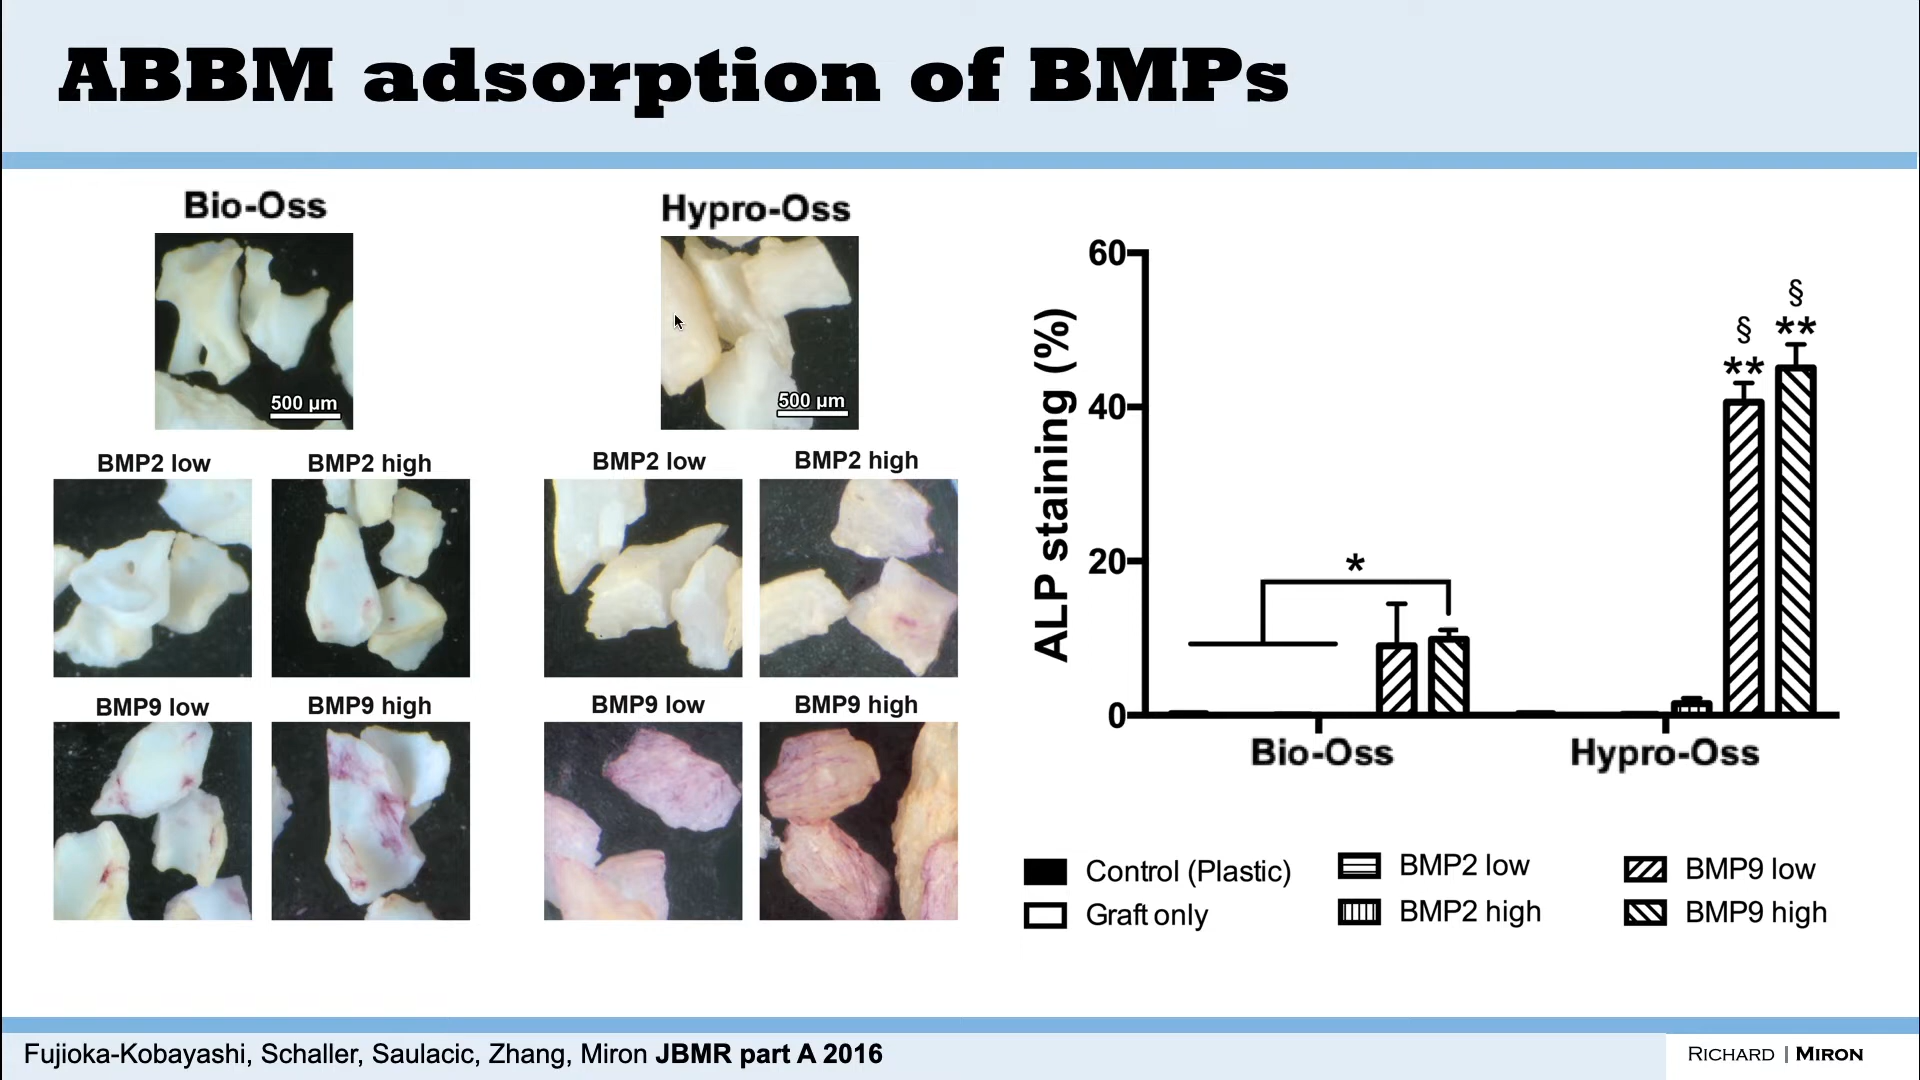 ABBM adsorption of BMPs
Bio-Oss
Hypro-Oss
500 µm
500 µm
BMP2 low
BMP2 high
BMP2 low
BMP2 high
BMP9 low
BMP9 high
BMP9 low
BMP9 high
ALP staining (%)
60
40
20
0
*
§
**
§
**
Bio-Oss
Hypro-Oss
Control (Plastic)
Graft only
BMP2 low
BMP2 high
BMP9 low
BMP9 high
Fujioka-Kobayashi, Schaller, Saulacic, Zhang, Miron JBMR part A 2016
RICHARD | MIRON